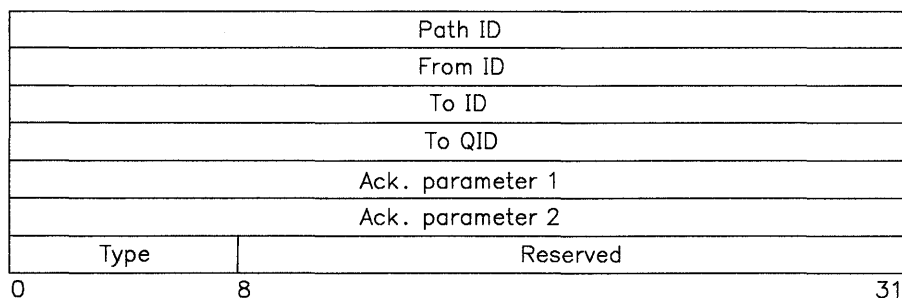 Path ID
From ID
To ID
To QID
Ack. parameter 1
Ack. parameter 2
Type Reserved
0 8 31